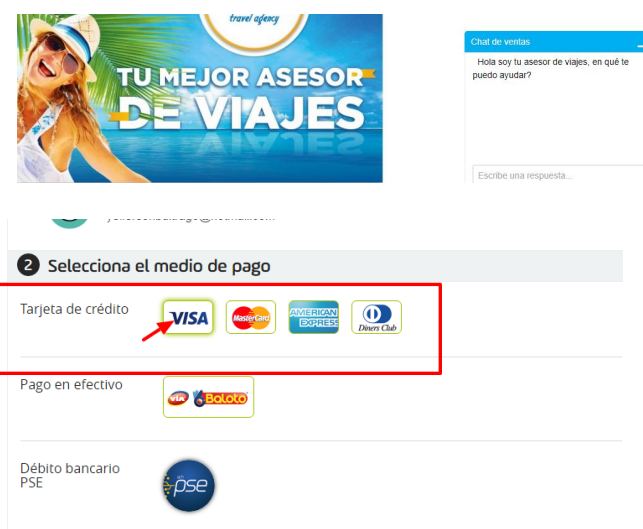 travel agency
TU MEJOR ASESOR
DE VIAJES
Chat de ventas
Hola soy tu asesor de viajes, en qué te
puedo ayudar?
Escribe una respuesta...
2 Selecciona el medio de pago
Tarjeta de crédito
VISA
MasterCard
AMERICAN
EXPRESS
Diners Club
Pago en efectivo
vía Baloto
Débito bancario
PSE
pse